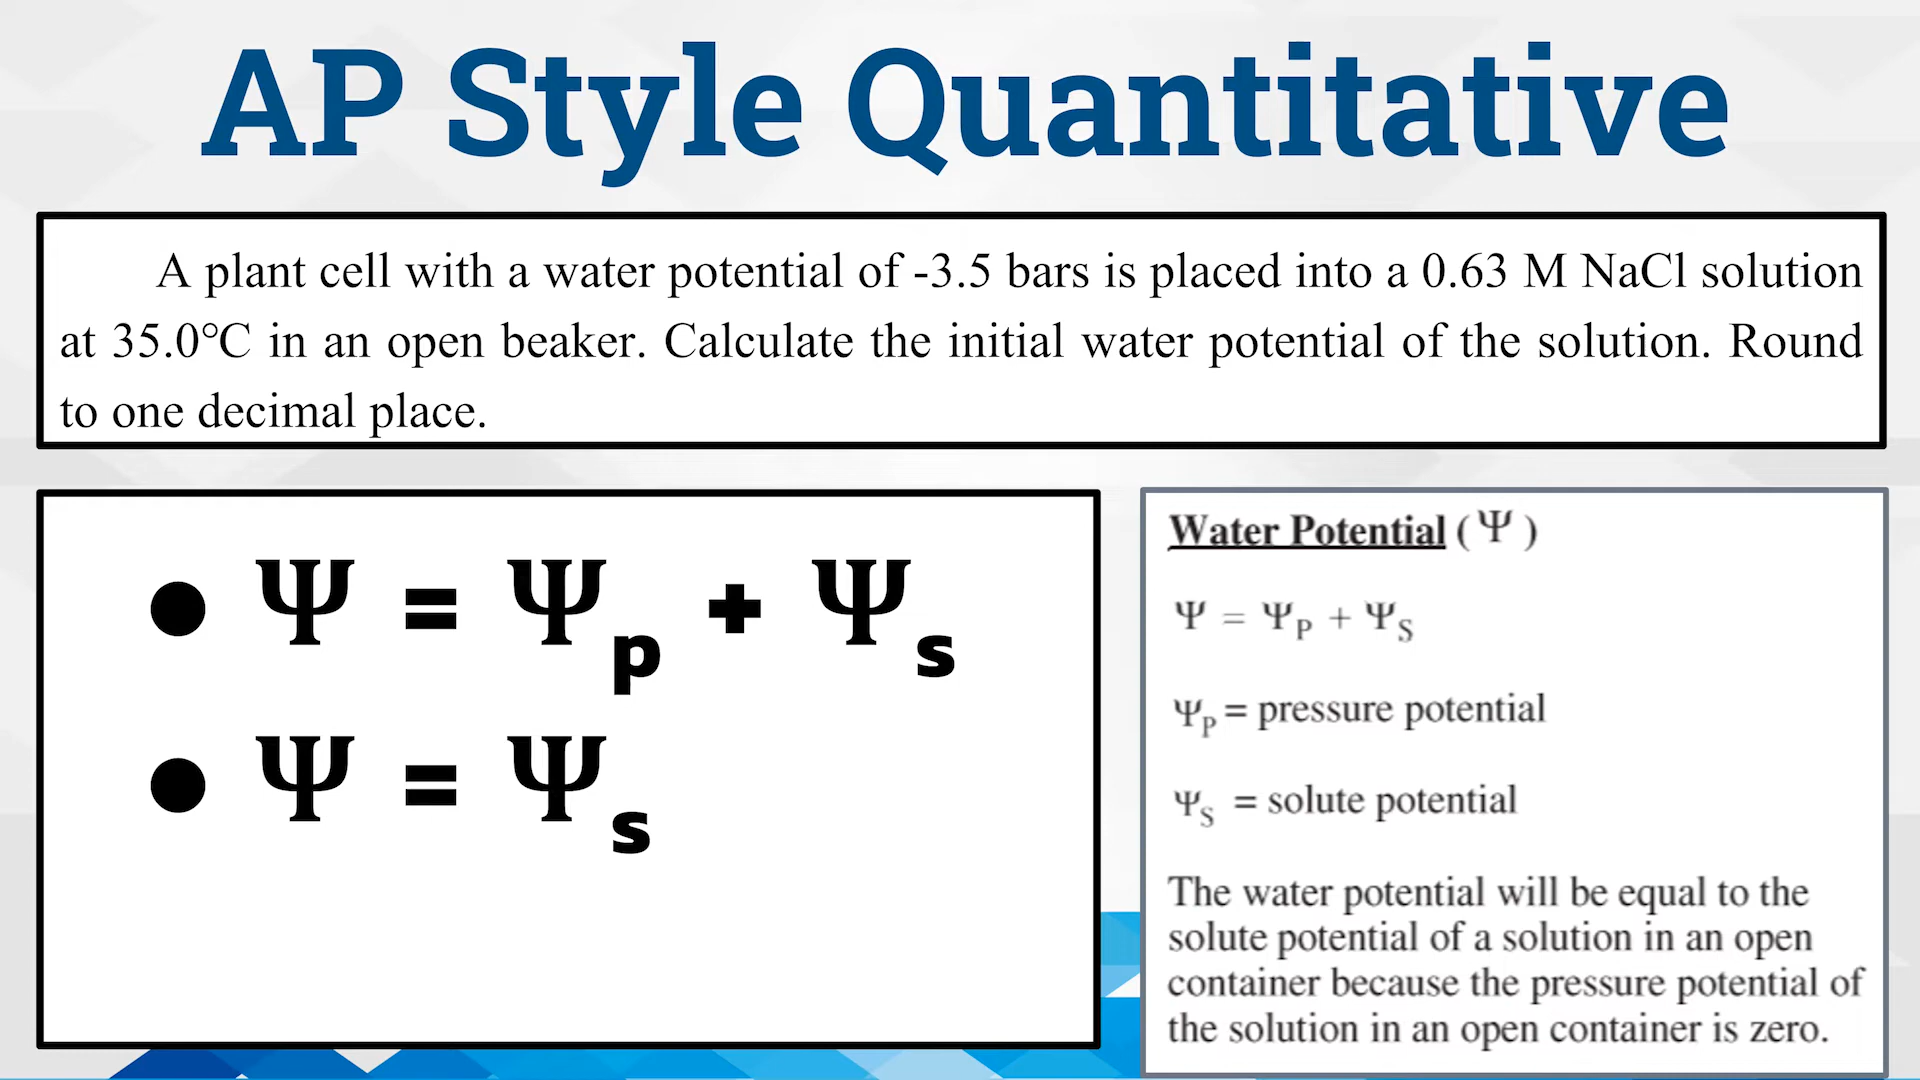 AP Style Quantitative
A plant cell with a water potential of -3.5 bars is placed into a 0.63 M NaCl solution
at 35.0°C in an open beaker. Calculate the initial water potential of the solution. Round
to one decimal place.
● Ψ = Ψp + Ψs
● Ψ = Ψs
Water Potential ( Ψ )
Ψ = ΨP + ΨS
ΨP = pressure potential
ΨS = solute potential
The water potential will be equal to the
solute potential of a solution in an open
container because the pressure potential of
the solution in an open container is zero.